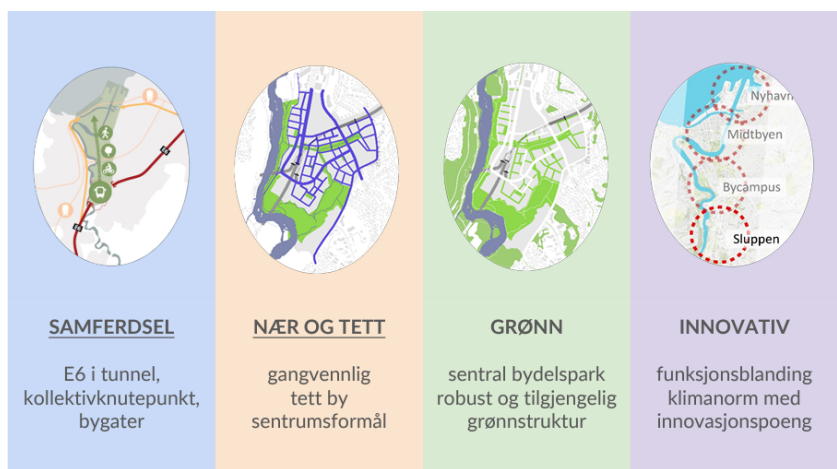 Nyhavn
Midtbyen
Bycampus
Sluppen
SAMFERDSEL
E6 i tunnel,
kollektivknutepunkt,
bygater
NÆR OG TETT
gangvennlig
tett by
sentrumsformål
GRØNN
sentral bydelspark
robust og tilgjengelig
grønnstruktur
INNOVATIV
funksjonsblanding
klimanorm med
innovasjonspoeng